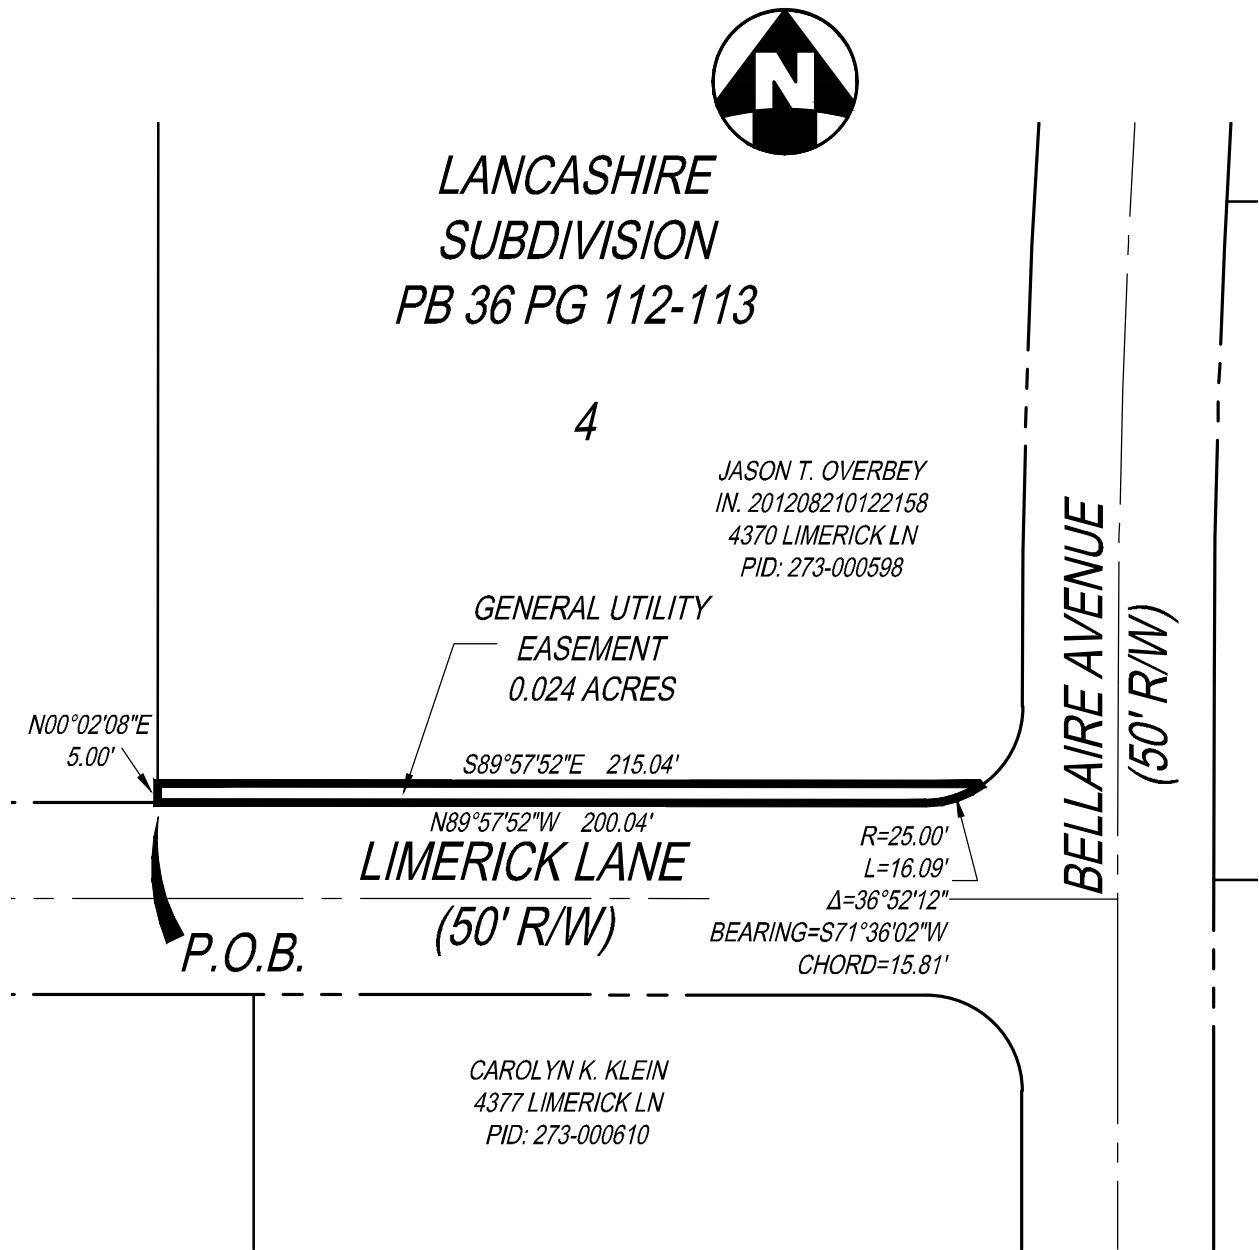 N
LANCASHIRE
SUBDIVISION
PB 36 PG 112-113
4
JASON T. OVERBEY
IN. 201208210122158
4370 LIMERICK LN
PID: 273-000598
GENERAL UTILITY
EASEMENT
0.024 ACRES
N00°02'08"E
5.00'
S89°57'52"E 215.04'
N89°57'52"W 200.04'
LIMERICK LANE
(50' R/W)
P.O.B.
R=25.00'
L=16.09'
Δ=36°52'12"
BEARING=S71°36'02"W
CHORD=15.81'
BELLAIRE AVENUE
(50' R/W)
CAROLYN K. KLEIN
4377 LIMERICK LN
PID: 273-000610